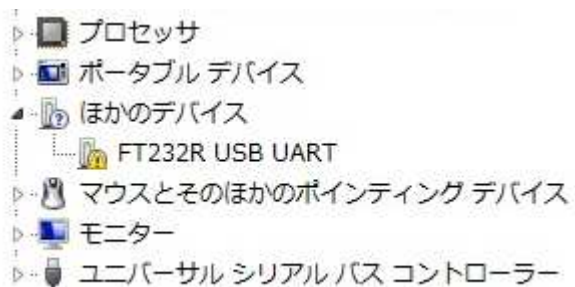 プロセッサ
ポータブル デバイス
ほかのデバイス
FT232R USB UART
マウスとそのほかのポインティング デバイス
モニター
ユニバーサル シリアル バス コントローラー